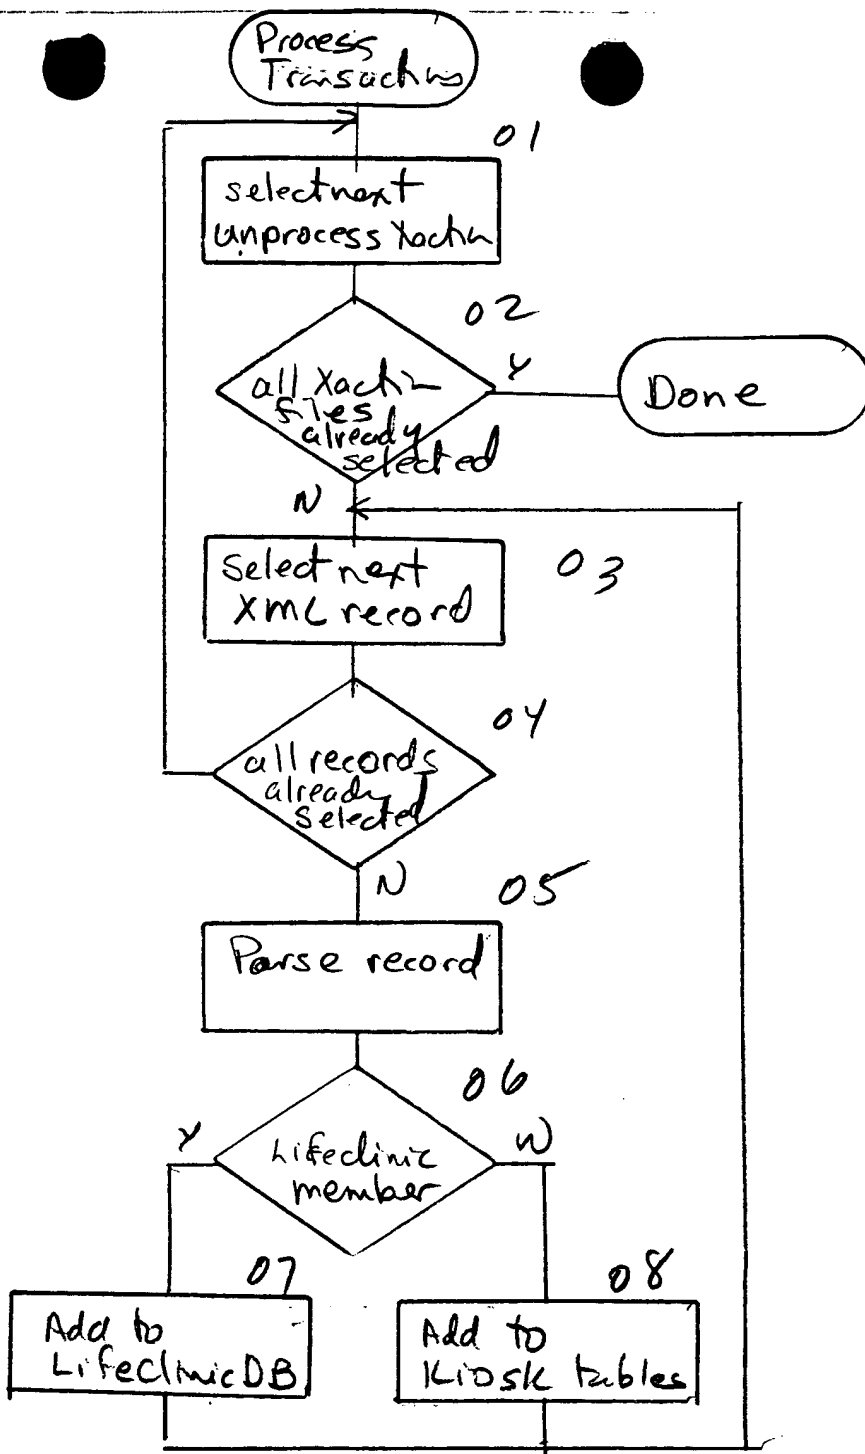 Process
Transactions
01
select next
unprocess Xactn
02
all Xactn
files
already
selected
Y
Done
N
03
Select next
XML record
04
all records
already
selected
N
05
Parse record
06
Y
Lifeclinic
member
N
07
08
Add to
LifeclinicDB
Add to
Kiosk tables